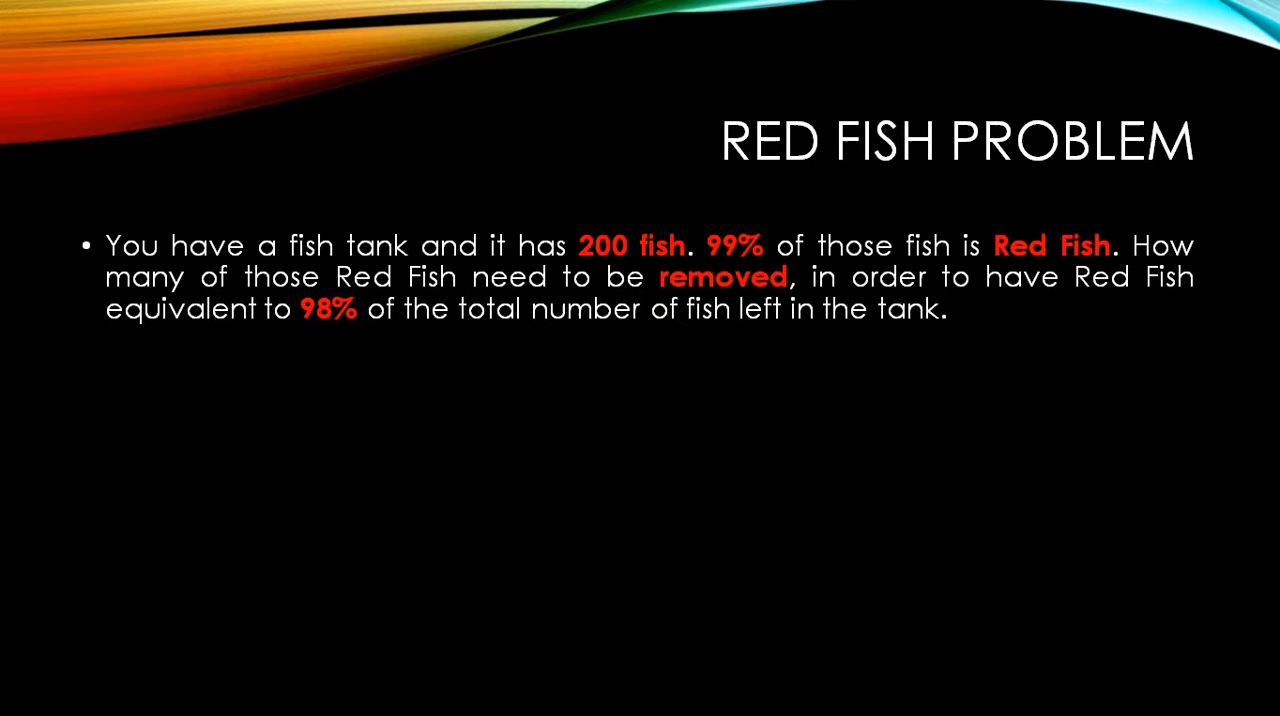 RED FISH PROBLEM
• You have a fish tank and it has 200 fish. 99% of those fish is Red Fish. How
many of those Red Fish need to be removed, in order to have Red Fish
equivalent to 98% of the total number of fish left in the tank.